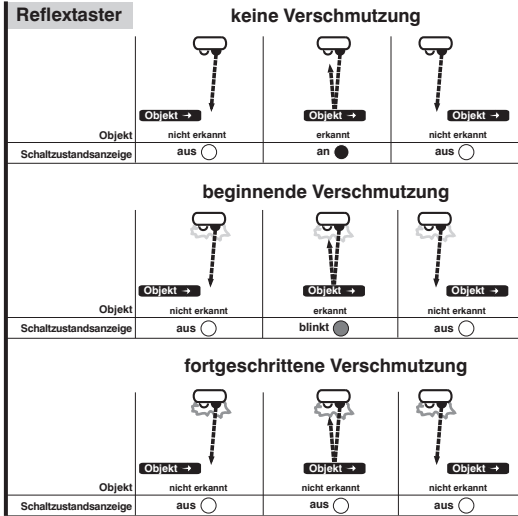 Reflextaster
keine Verschmutzung
Objekt → Objekt → Objekt →
Objekt nicht erkannt erkannt nicht erkannt
Schaltzustandsanzeige aus an aus
beginnende Verschmutzung
Objekt → Objekt → Objekt →
Objekt nicht erkannt erkannt nicht erkannt
Schaltzustandsanzeige aus blinkt aus
fortgeschrittene Verschmutzung
Objekt → Objekt → Objekt →
Objekt nicht erkannt nicht erkannt nicht erkannt
Schaltzustandsanzeige aus aus aus